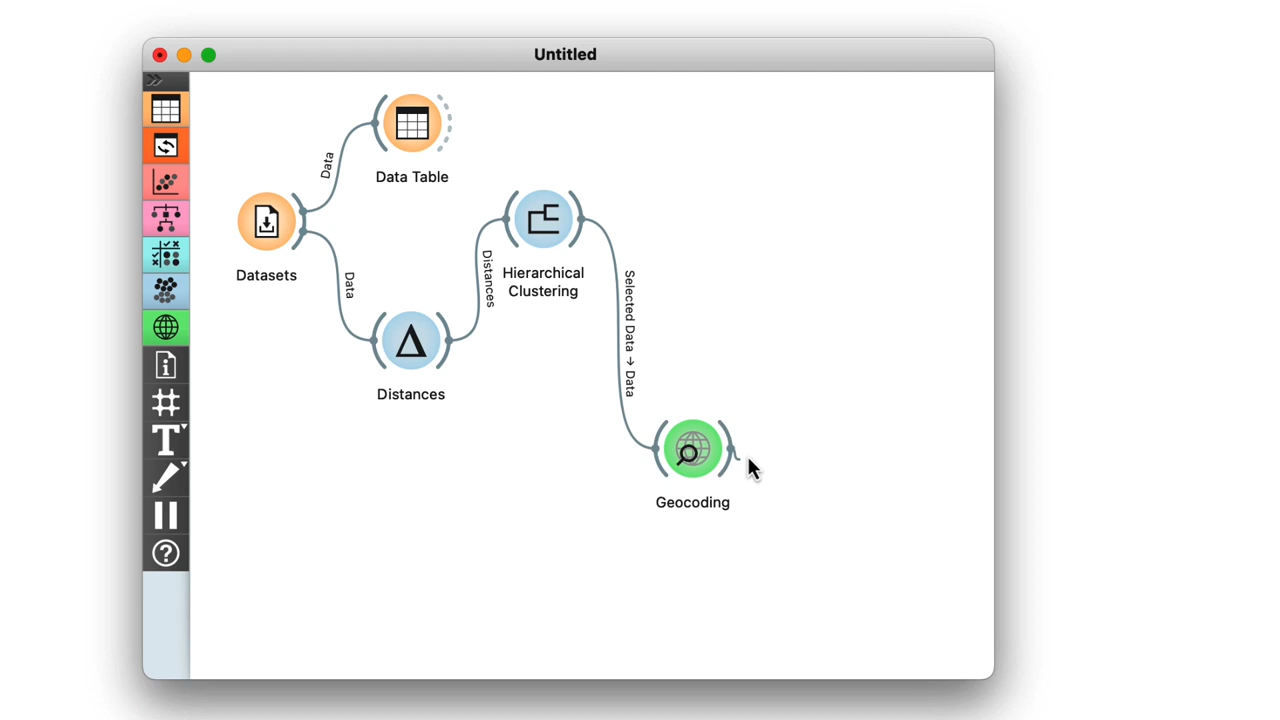 Untitled
Data
Data Table
Datasets
Data
Distances
Hierarchical
Clustering
Distances
Selected Data → Data
Geocoding